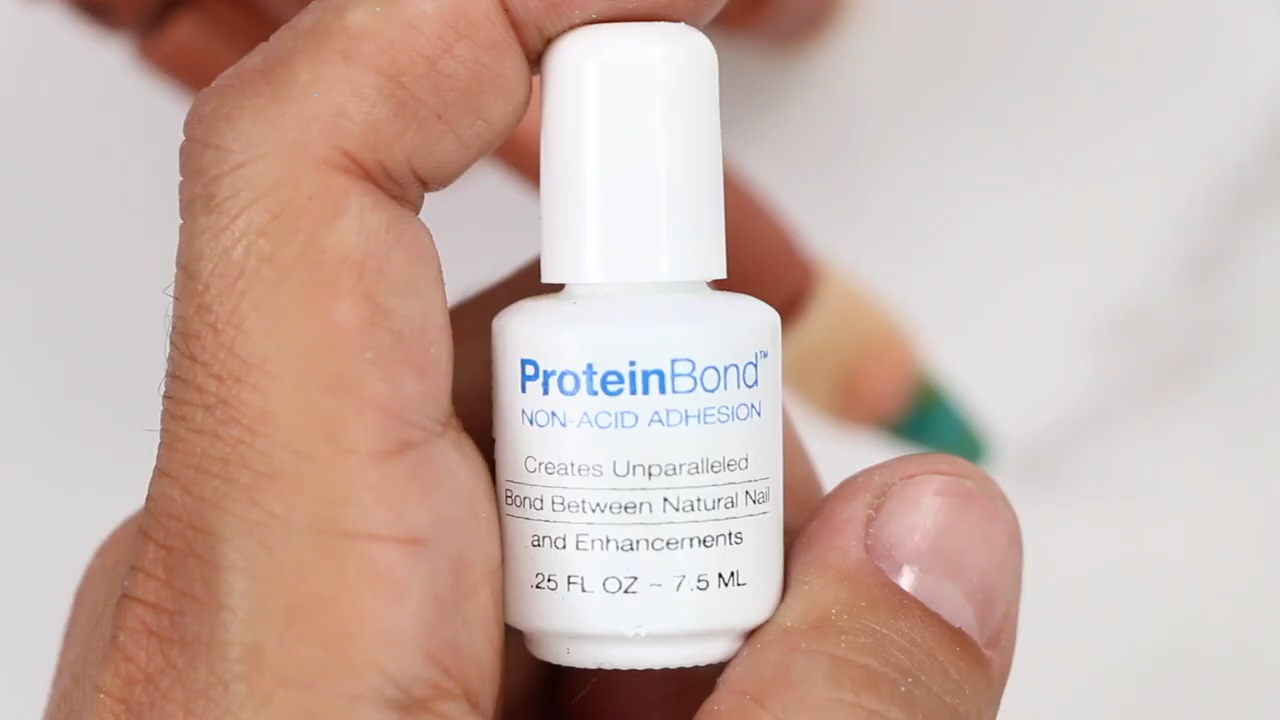 ProteinBond™
NON-ACID ADHESION
Creates Unparalleled
Bond Between Natural Nail
and Enhancements
.25 FL OZ ~ 7.5 ML